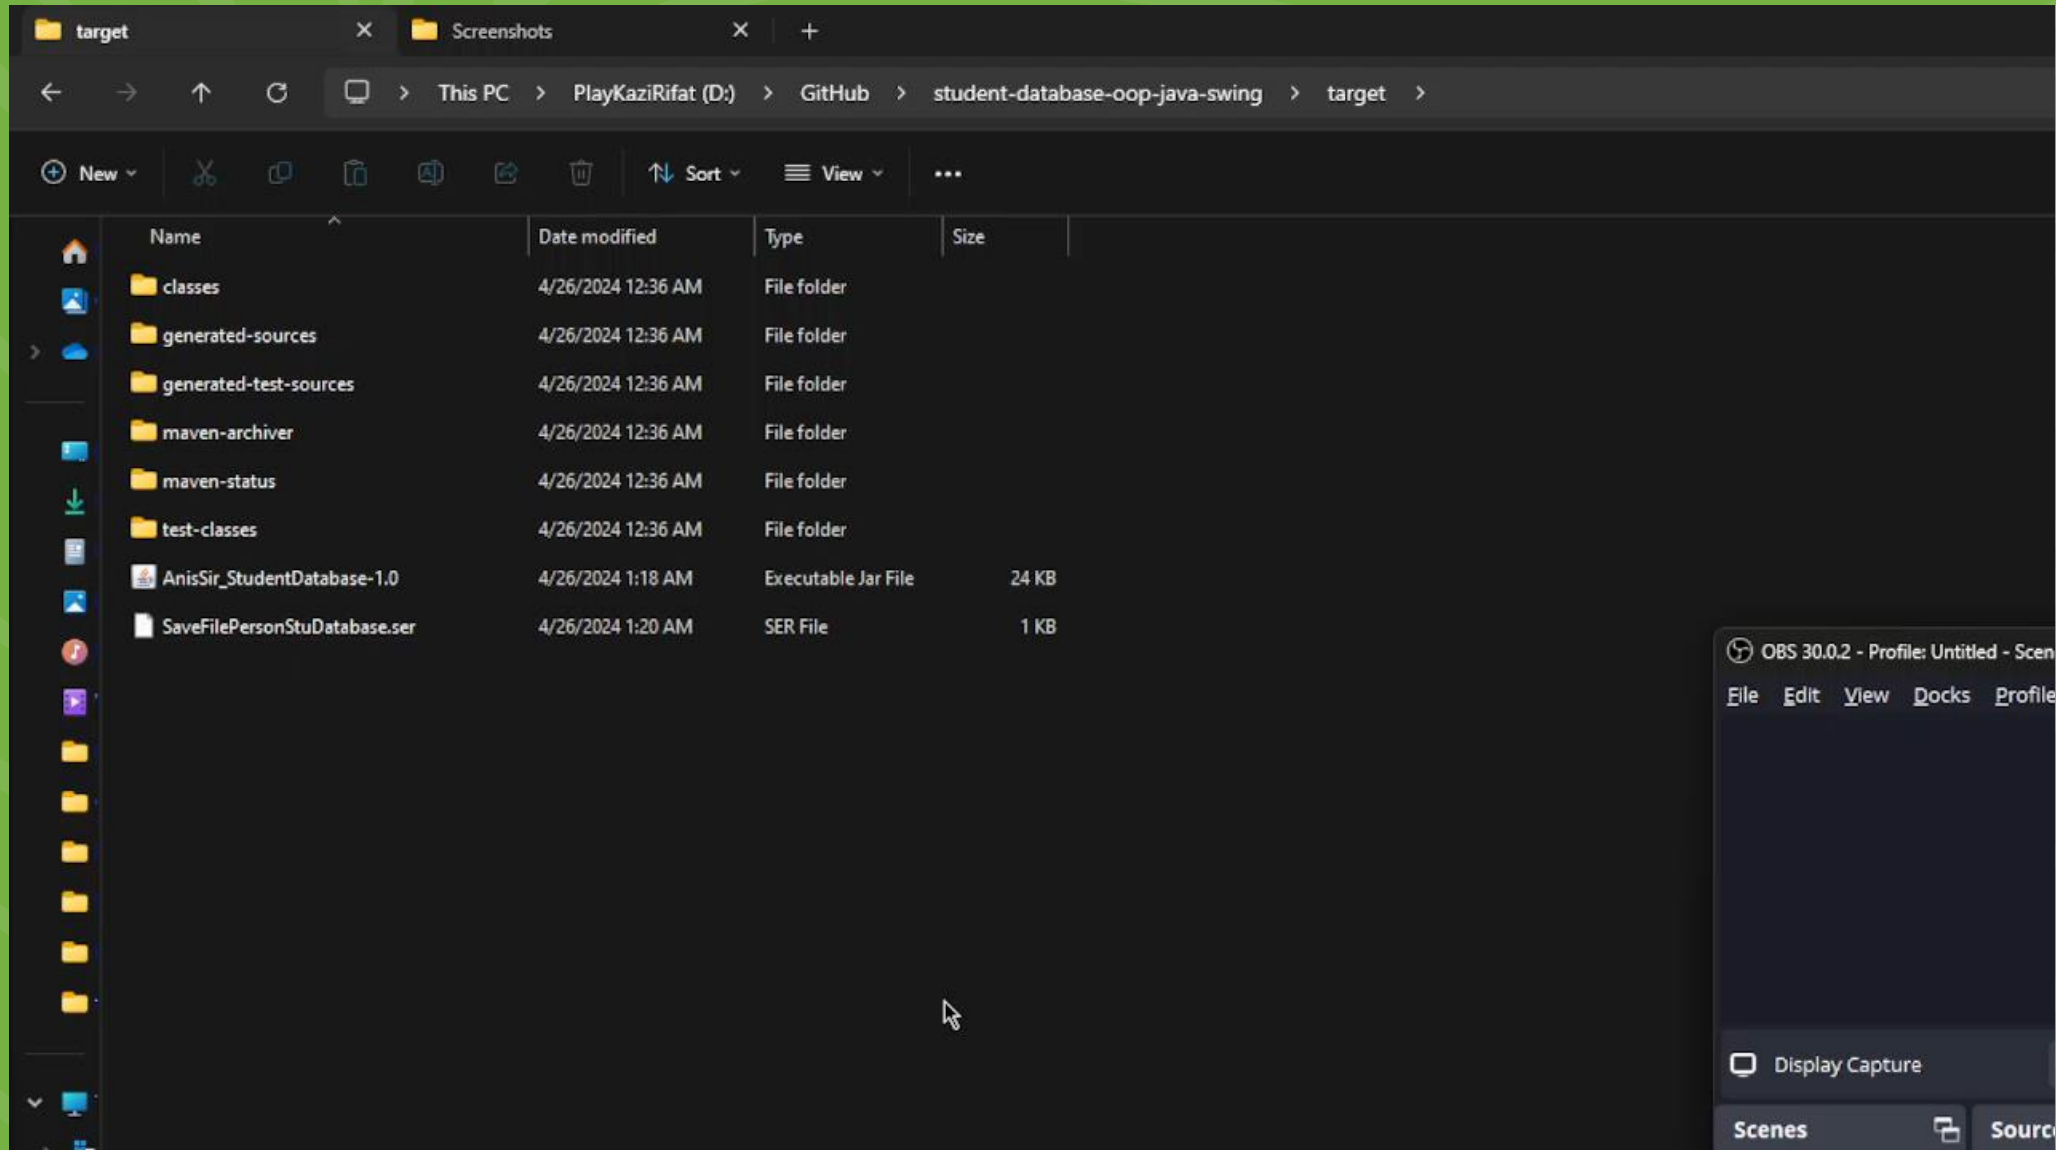 target Screenshots
This PC PlayKaziRifat (D:) GitHub student-database-oop-java-swing target
New Sort View
Name Date modified Type Size
classes 4/26/2024 12:36 AM File folder
generated-sources 4/26/2024 12:36 AM File folder
generated-test-sources 4/26/2024 12:36 AM File folder
maven-archiver 4/26/2024 12:36 AM File folder
maven-status 4/26/2024 12:36 AM File folder
test-classes 4/26/2024 12:36 AM File folder
AnisSir_StudentDatabase-1.0 4/26/2024 1:18 AM Executable Jar File 24 KB
SaveFilePersonStuDatabase.ser 4/26/2024 1:20 AM SER File 1 KB
OBS 30.0.2 - Profile: Untitled - Scen
File Edit View Docks Profile
Display Capture
Scenes Sourc